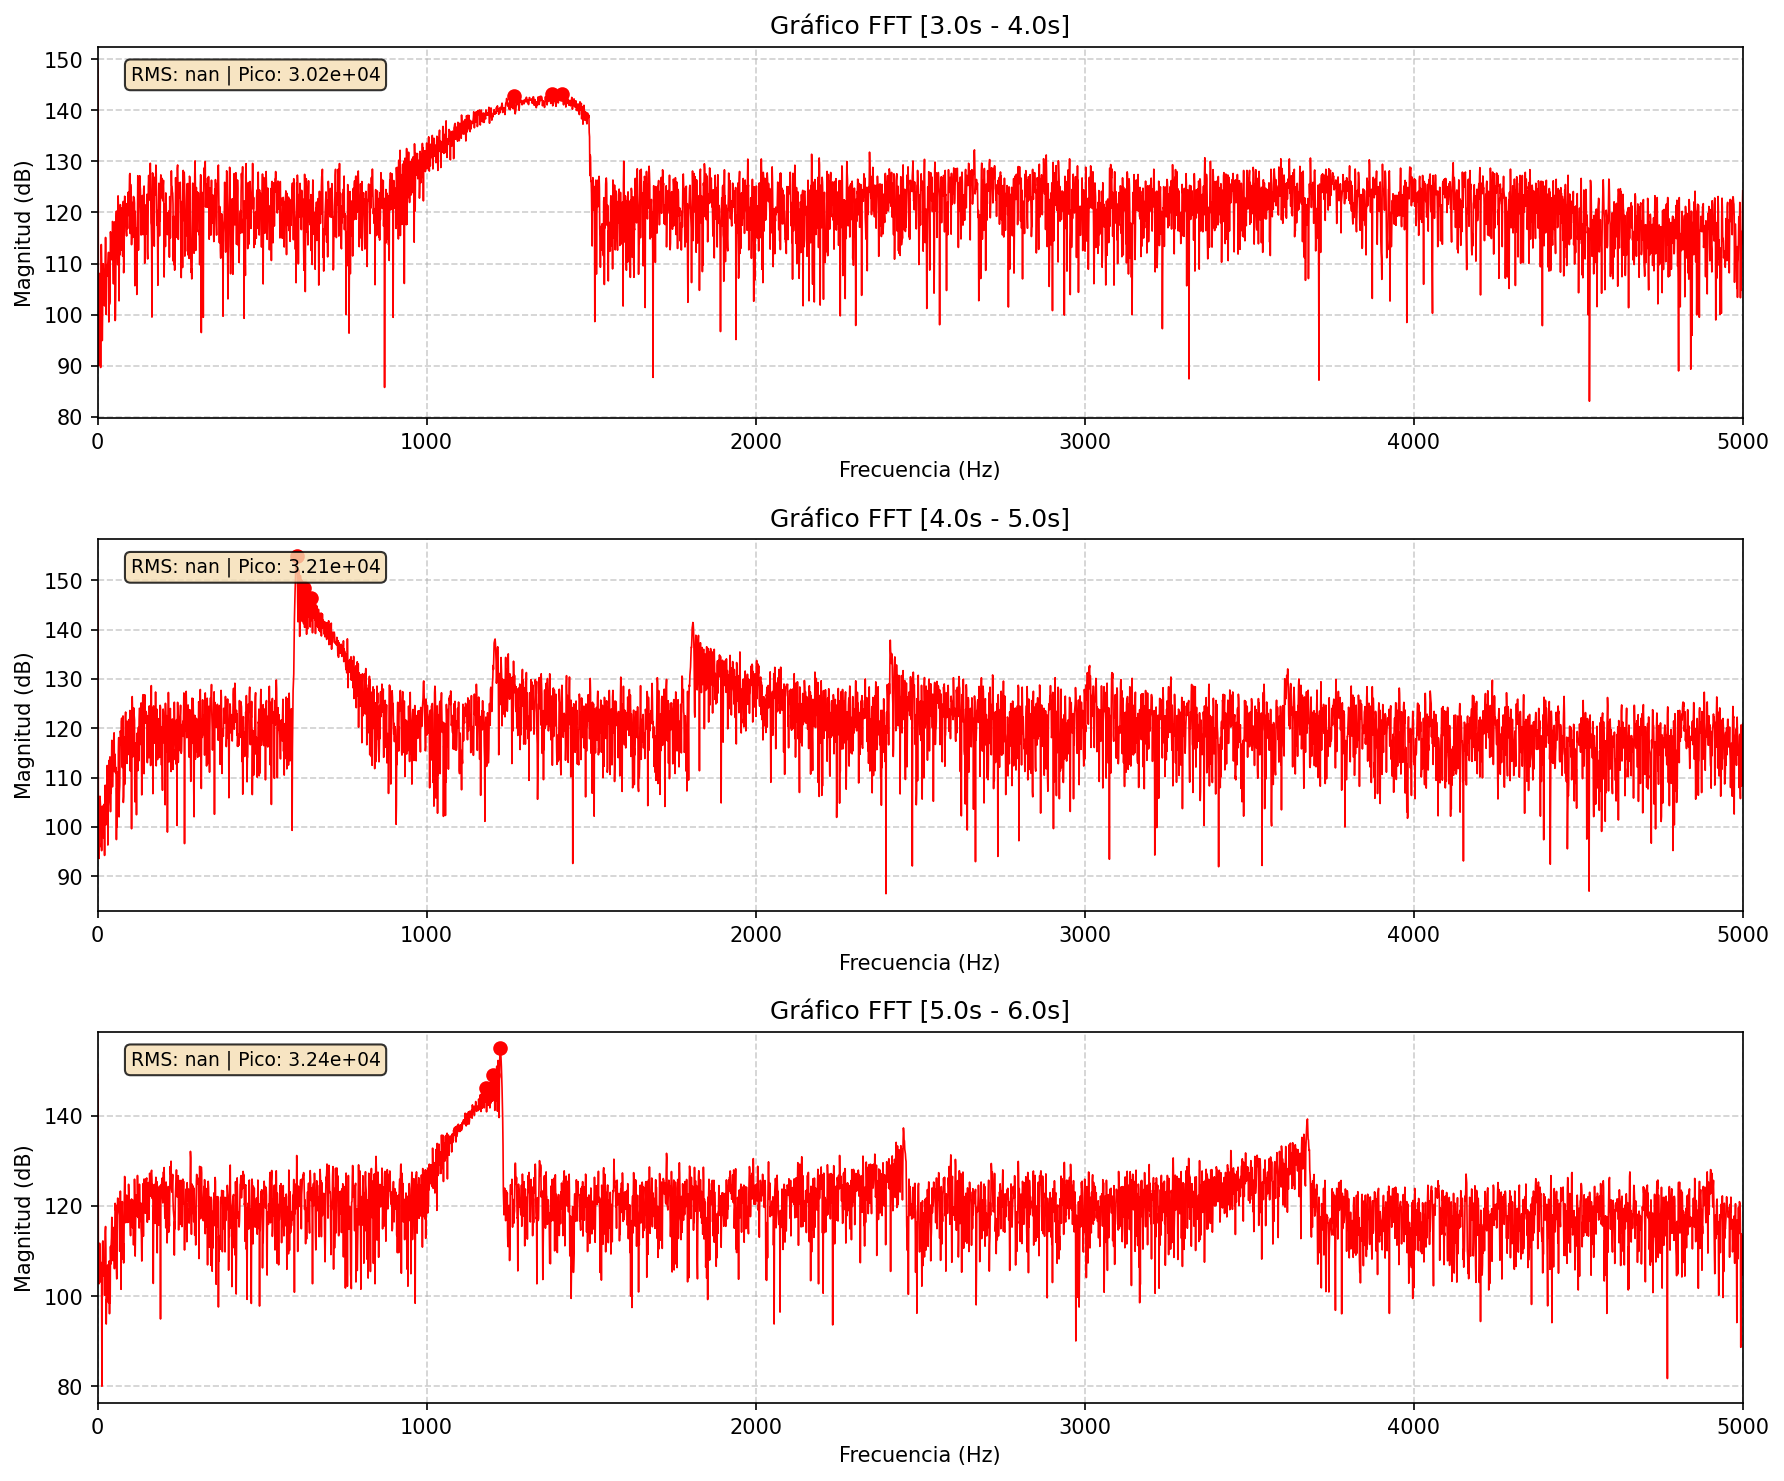 Gráfico FFT [3.0s - 4.0s]
Magnitud (dB)
150
140
130
120
110
100
90
80
RMS: nan | Pico: 3.02e+04
0 1000 2000 3000 4000 5000
Frecuencia (Hz)
Gráfico FFT [4.0s - 5.0s]
Magnitud (dB)
150
140
130
120
110
100
90
RMS: nan | Pico: 3.21e+04
0 1000 2000 3000 4000 5000
Frecuencia (Hz)
Gráfico FFT [5.0s - 6.0s]
Magnitud (dB)
140
120
100
80
RMS: nan | Pico: 3.24e+04
0 1000 2000 3000 4000 5000
Frecuencia (Hz)